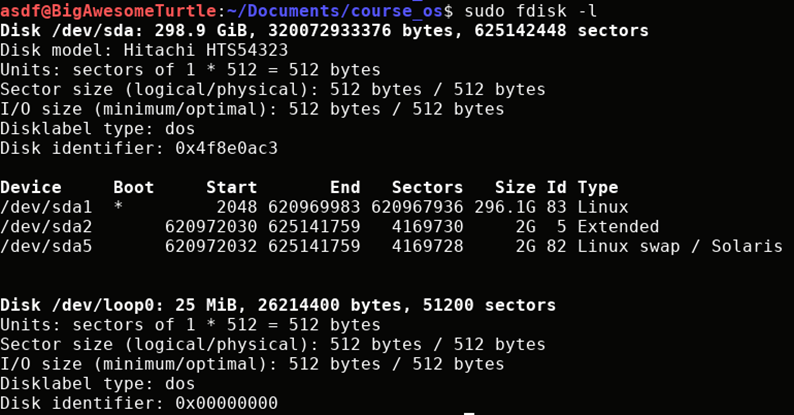 asdf@BigAwesomeTurtle:~/Documents/course_os$ sudo fdisk -l
Disk /dev/sda: 298.9 GiB, 320072933376 bytes, 625142448 sectors
Disk model: Hitachi HTS54323
Units: sectors of 1 * 512 = 512 bytes
Sector size (logical/physical): 512 bytes / 512 bytes
I/O size (minimum/optimal): 512 bytes / 512 bytes
Disklabel type: dos
Disk identifier: 0x4f8e0ac3
Device     Boot     Start       End   Sectors   Size Id Type
/dev/sda1  *         2048 620969983 620967936 296.1G 83 Linux
/dev/sda2       620972030 625141759   4169730     2G  5 Extended
/dev/sda5       620972032 625141759   4169728     2G 82 Linux swap / Solaris
Disk /dev/loop0: 25 MiB, 26214400 bytes, 51200 sectors
Units: sectors of 1 * 512 = 512 bytes
Sector size (logical/physical): 512 bytes / 512 bytes
I/O size (minimum/optimal): 512 bytes / 512 bytes
Disklabel type: dos
Disk identifier: 0x00000000